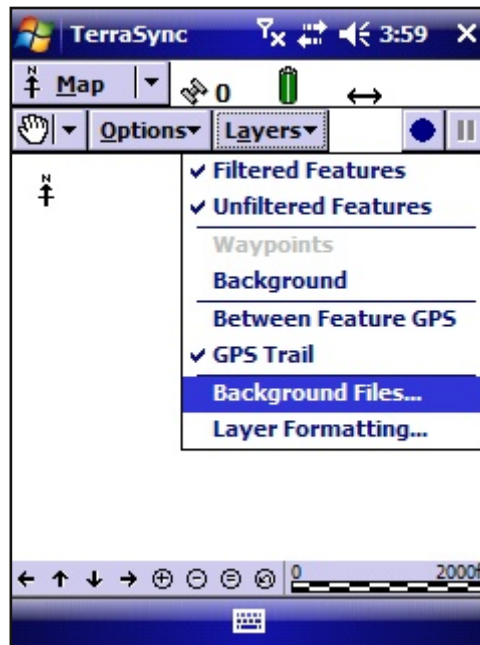 TerraSync 3:59
N
Map 0
Options Layers
N
Filtered Features
Unfiltered Features
Waypoints
Background
Between Feature GPS
GPS Trail
Background Files...
Layer Formatting...
0 2000f